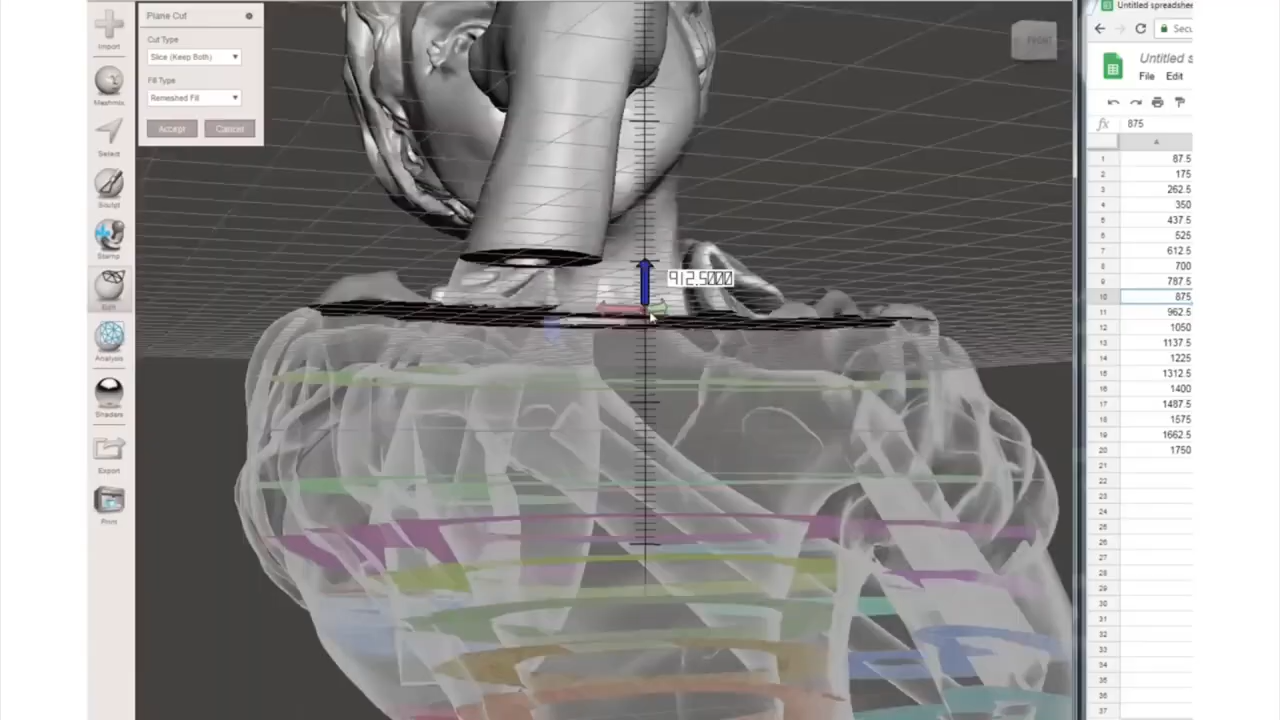 Plane Cut
Cut Type
Slice (Keep Both)
Fill Type
Remeshed Fill
Accept
Cancel
Import
Meshmix
Select
Sculpt
Stamp
Edit
Analysis
Shaders
Export
Print
FRONT
912.5000
Untitled spreadshee
Secu
Untitled s
File Edit
fx 875
A
1 87.5
2 175
3 262.5
4 350
5 437.5
6 525
7 612.5
8 700
9 787.5
10 875
11 962.5
12 1050
13 1137.5
14 1225
15 1312.5
16 1400
17 1487.5
18 1575
19 1662.5
20 1750
21
22
23
24
25
26
27
28
29
30
31
32
33
34
35
36
37